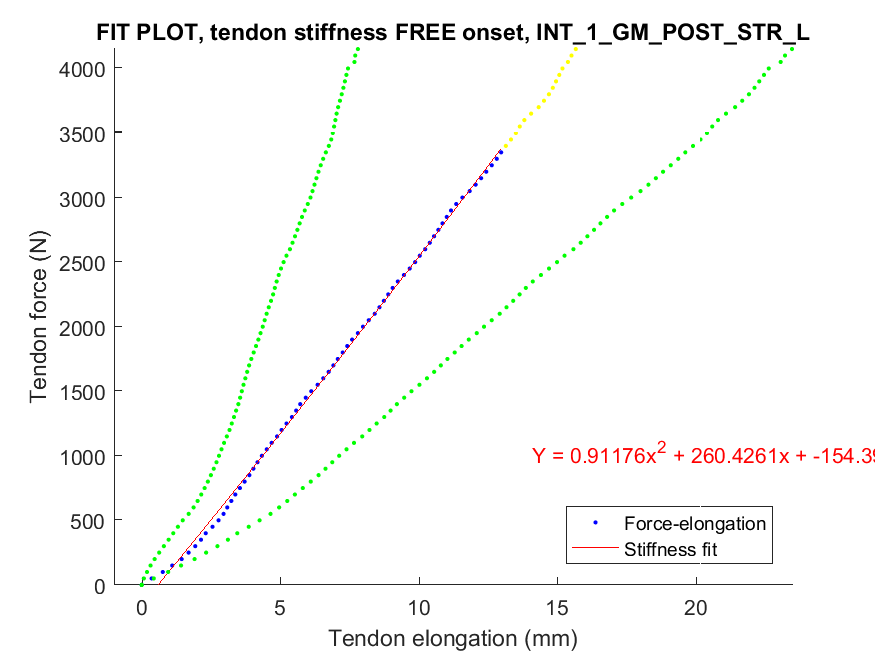 FIT PLOT, tendon stiffness FREE onset, INT_1_GM_POST_STR_L
4000
3500
3000
2500
2000
1500
1000
500
0
Tendon force (N)
Y = 0.91176x² + 260.4261x + -154.39
Force-elongation
Stiffness fit
0 5 10 15 20
Tendon elongation (mm)